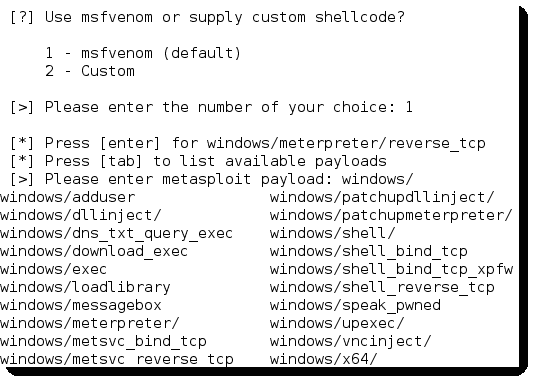 [?] Use msfvenom or supply custom shellcode?
1 - msfvenom (default)
2 - Custom
[>] Please enter the number of your choice: 1
[*] Press [enter] for windows/meterpreter/reverse_tcp
[*] Press [tab] to list available payloads
[>] Please enter metasploit payload: windows/
windows/adduser windows/patchupdllinject/
windows/dllinject/ windows/patchupmeterpreter/
windows/dns_txt_query_exec windows/shell/
windows/download_exec windows/shell_bind_tcp
windows/exec windows/shell_bind_tcp_xpfw
windows/loadlibrary windows/shell_reverse_tcp
windows/messagebox windows/speak_pwned
windows/meterpreter/ windows/upexec/
windows/metsvc_bind_tcp windows/vncinject/
windows/metsvc_reverse_tcp windows/x64/